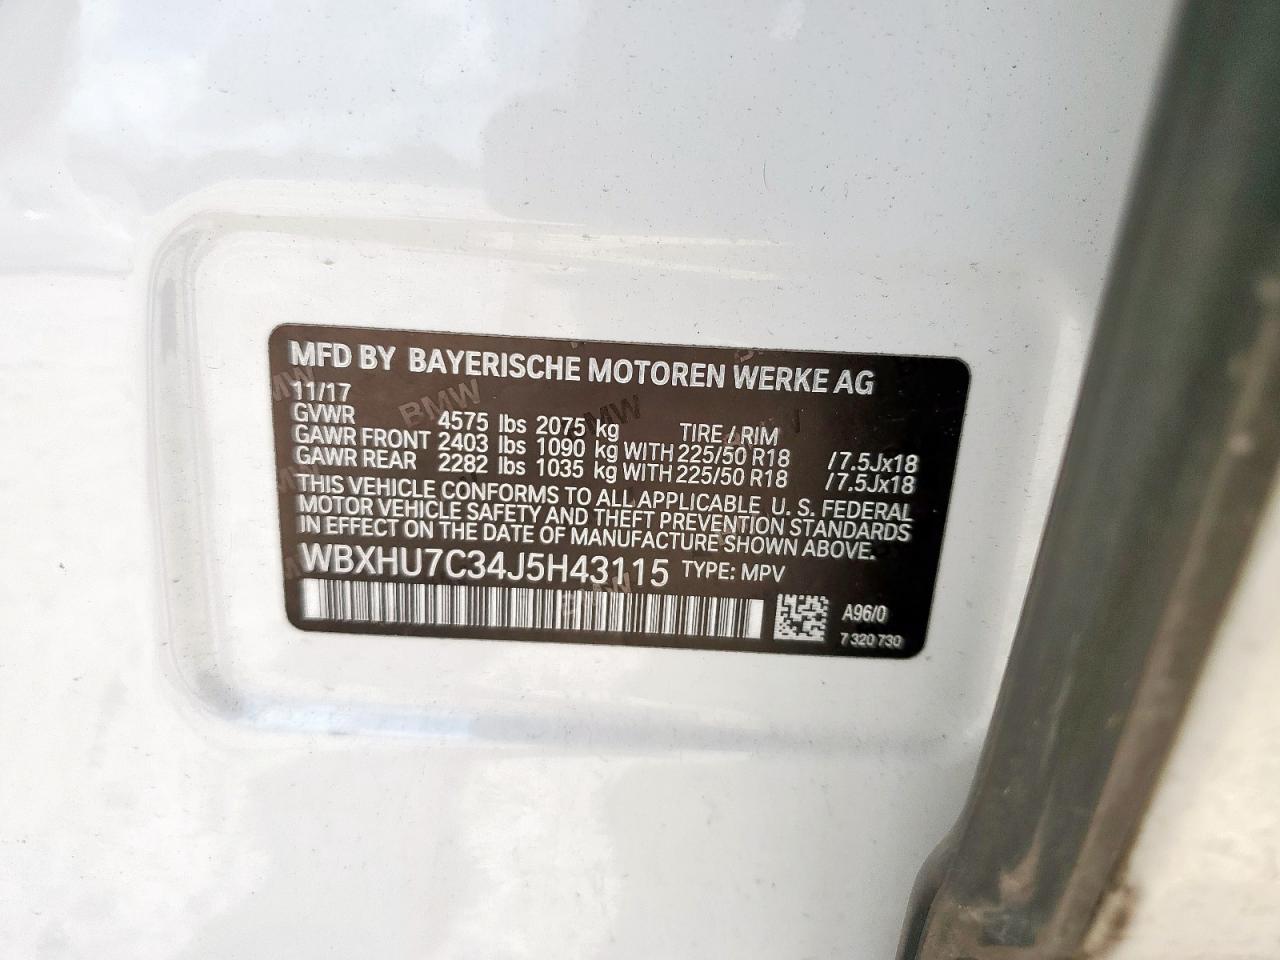 MFD BY BAYERISCHE MOTOREN WERKE AG
11/17
GVWR 4575 lbs 2075 kg TIRE / RIM
GAWR FRONT 2403 lbs 1090 kg WITH 225/50 R18 /7.5Jx18
GAWR REAR 2282 lbs 1035 kg WITH 225/50 R18 /7.5Jx18
THIS VEHICLE CONFORMS TO ALL APPLICABLE U. S. FEDERAL
MOTOR VEHICLE SAFETY AND THEFT PREVENTION STANDARDS
IN EFFECT ON THE DATE OF MANUFACTURE SHOWN ABOVE.
WBXHU7C34J5H43115 TYPE: MPV
A96/0
7 320 730